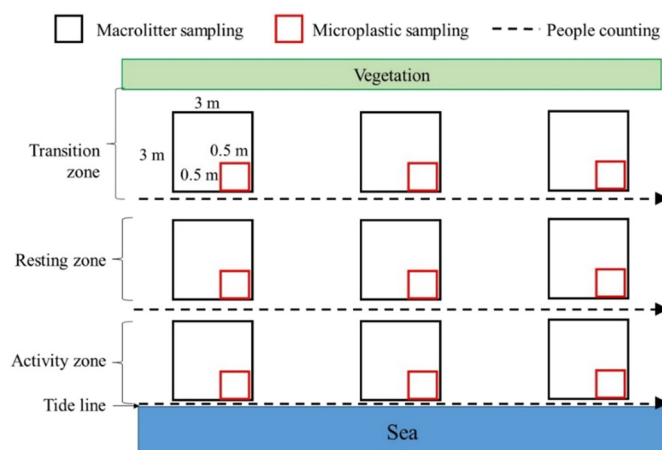 Macrolitter sampling
Microplastic sampling
People counting
Vegetation
3 m
Transition
zone
3 m
0.5 m
0.5 m
Resting zone
Activity zone
Tide line
Sea